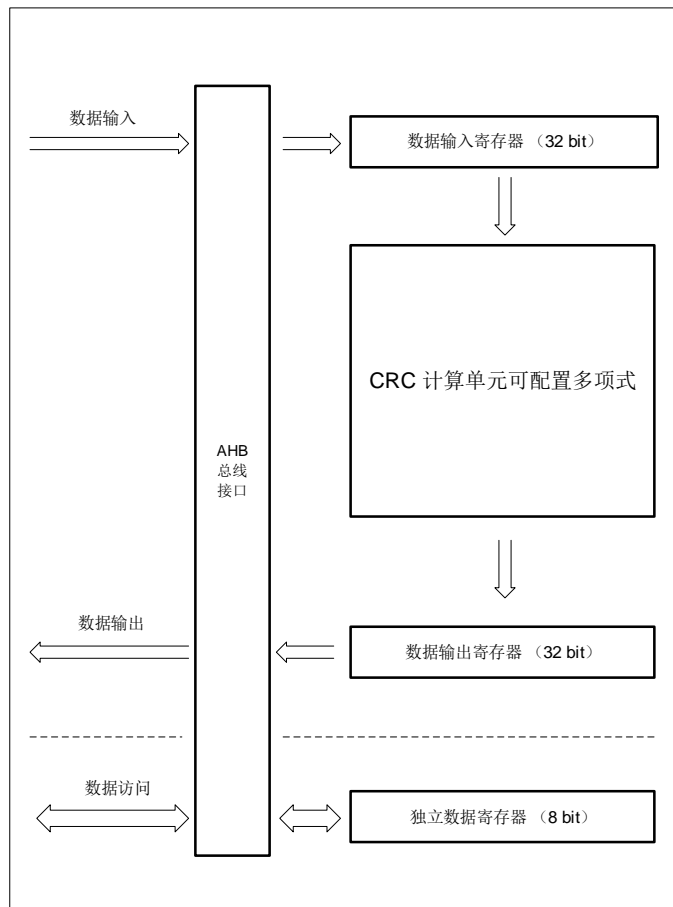 数据输入
数据输入寄存器 （32 bit）
CRC 计算单元可配置多项式
AHB
总线
接口
数据输出
数据输出寄存器 （32 bit）
数据访问
独立数据寄存器 （8 bit）